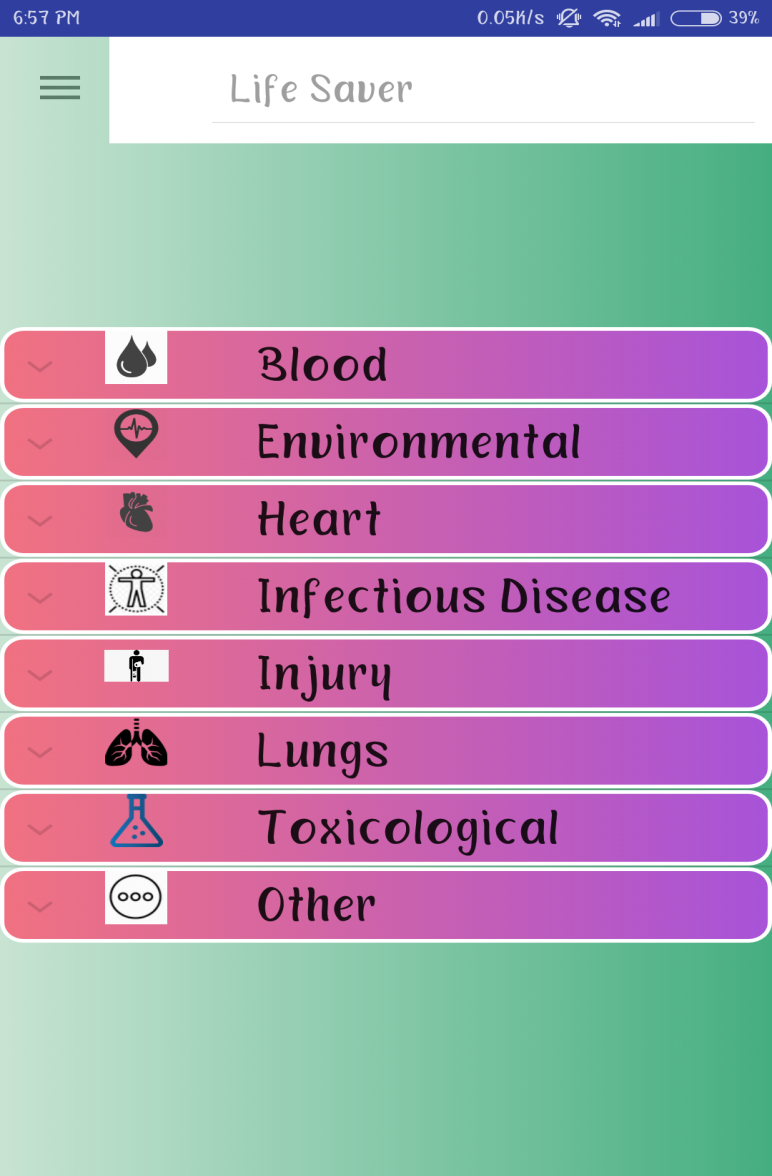 6:57 PM
0.05K/s
39%
Life Saver
Blood
Environmental
Heart
Infectious Disease
Injury
Lungs
Toxicological
Other